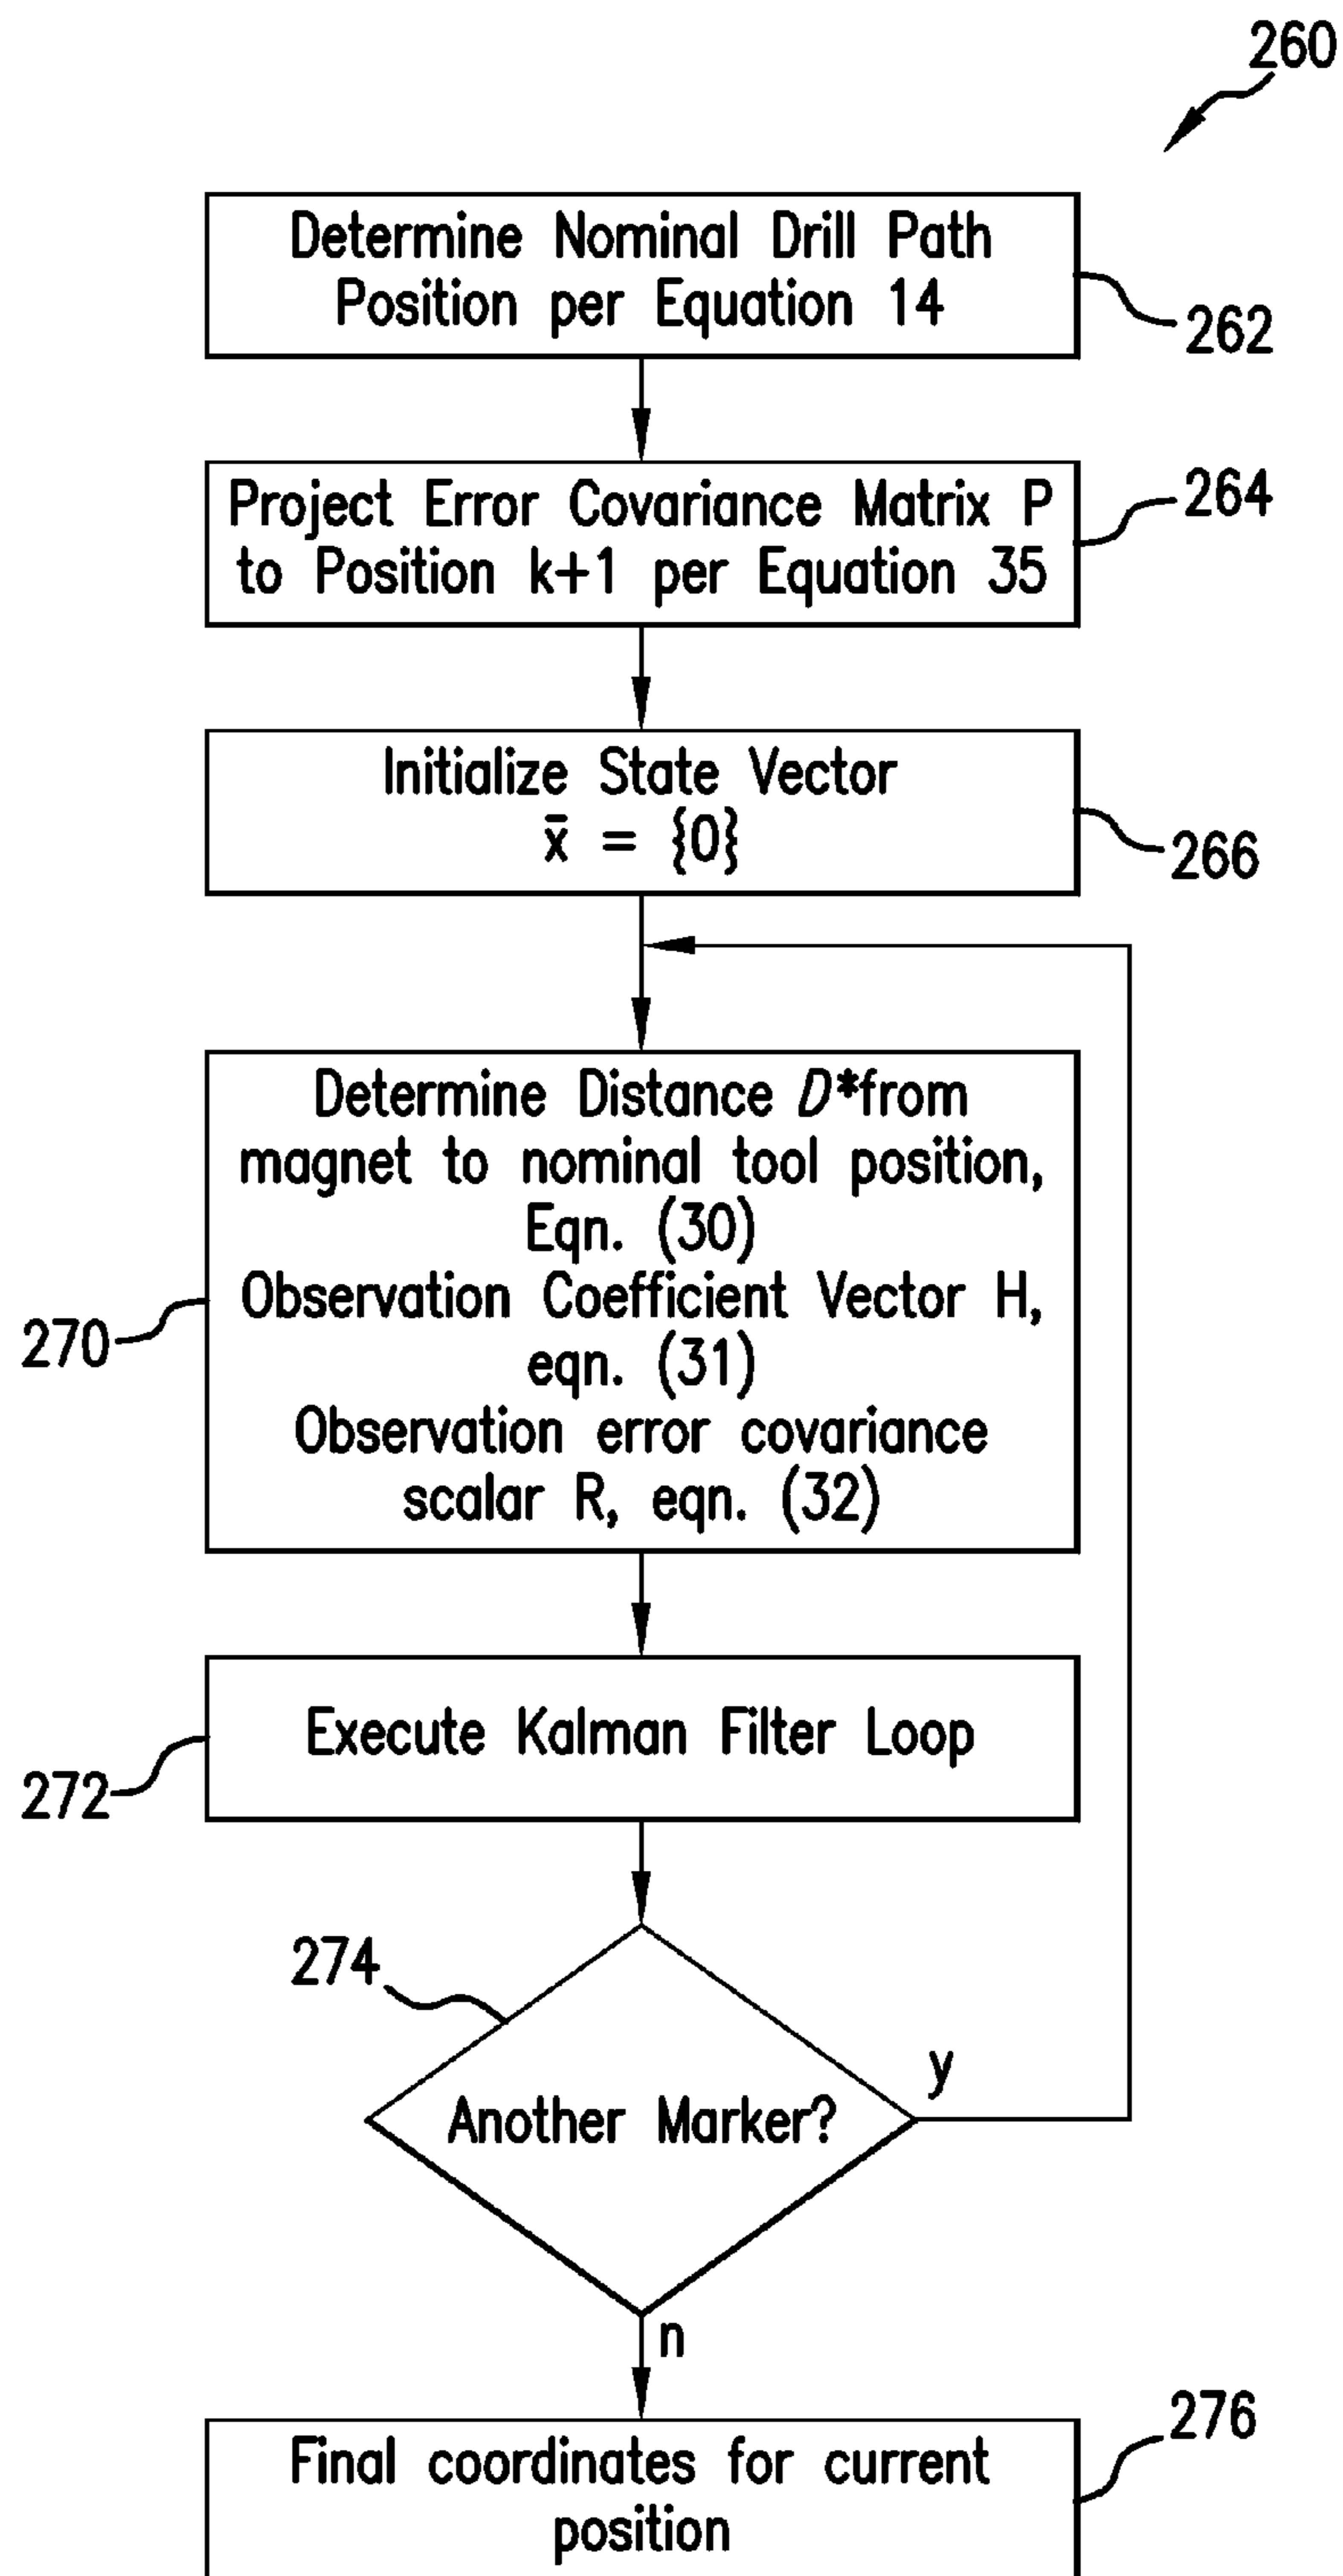 260
Determine Nominal Drill Path
Position per Equation 14
262
Project Error Covariance Matrix P
to Position k+1 per Equation 35
264
Initialize State Vector
x̄ = {0}
266
Determine Distance D*from
magnet to nominal tool position,
Eqn. (30)
Observation Coefficient Vector H,
eqn. (31)
Observation error covariance
scalar R, eqn. (32)
270
Execute Kalman Filter Loop
272
274
Another Marker?
y
n
276
Final coordinates for current
position